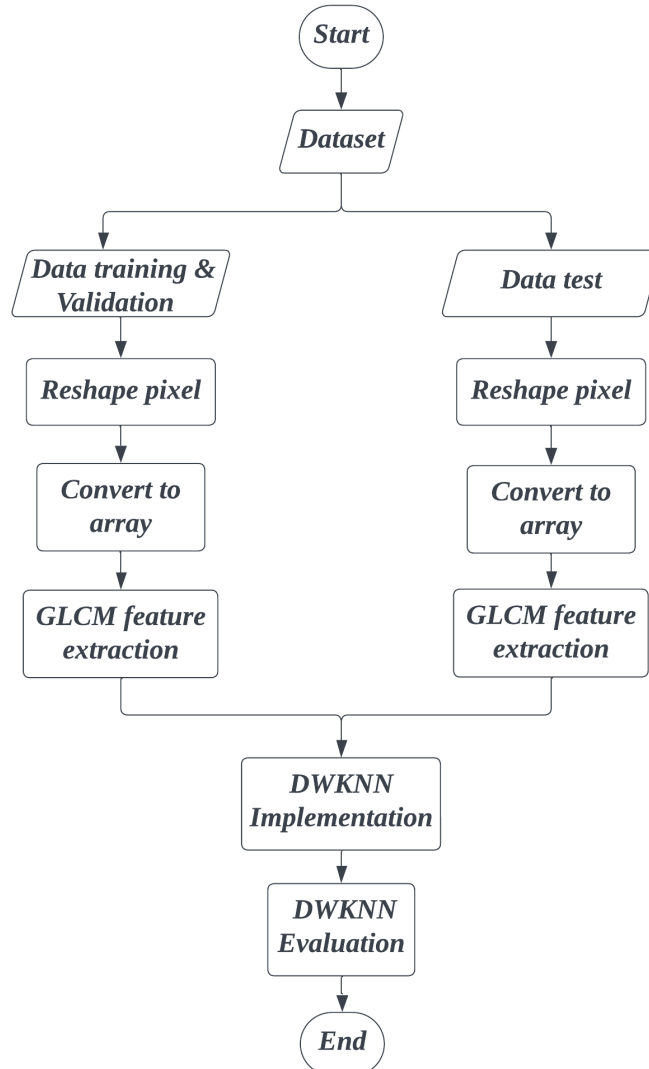 Start
Dataset
Data training &
Validation
Data test
Reshape pixel
Reshape pixel
Convert to
array
Convert to
array
GLCM feature
extraction
GLCM feature
extraction
DWKNN
Implementation
DWKNN
Evaluation
End